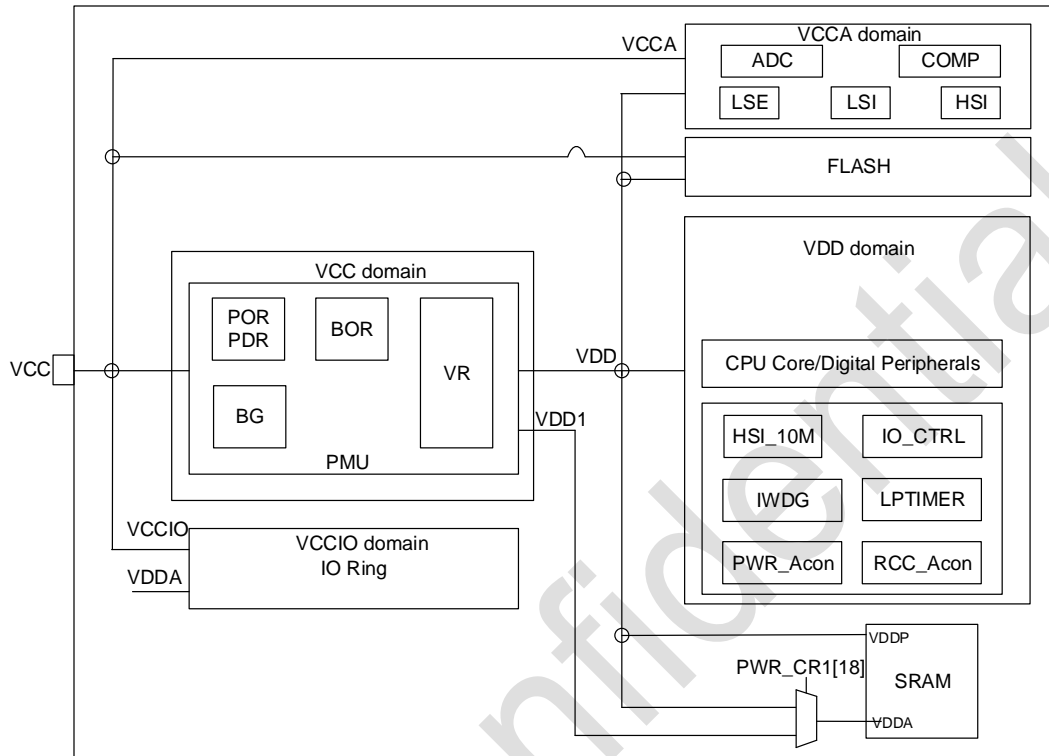 VCCA domain
VCCA
ADC
COMP
LSE
LSI
HSI
FLASH
VDD domain
VCC domain
POR
PDR
BOR
VR
BG
PMU
VCC
VDD
VDD1
CPU Core/Digital Peripherals
HSI_10M
IO_CTRL
IWDG
LPTIMER
PWR_Acon
RCC_Acon
VCCIO
VCCIO domain
IO Ring
VDDA
VDDP
PWR_CR1[18]
SRAM
VDDA
nfidential